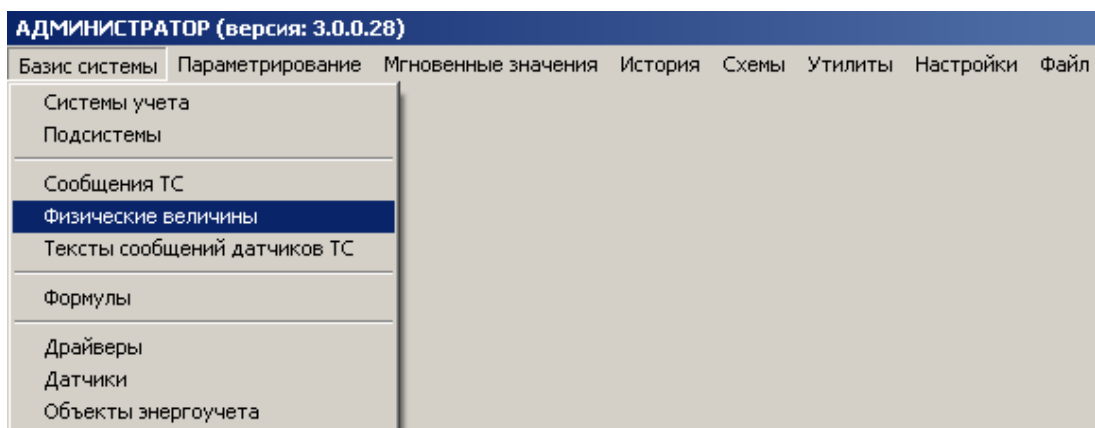 АДМИНИСТРАТОР (версия: 3.0.0.28)
Базис системы Параметрирование Мгновенные значения История Схемы Утилиты Настройки Файл
Системы учета
Подсистемы
Сообщения ТС
Физические величины
Тексты сообщений датчиков ТС
Формулы
Драйверы
Датчики
Объекты энергоучета